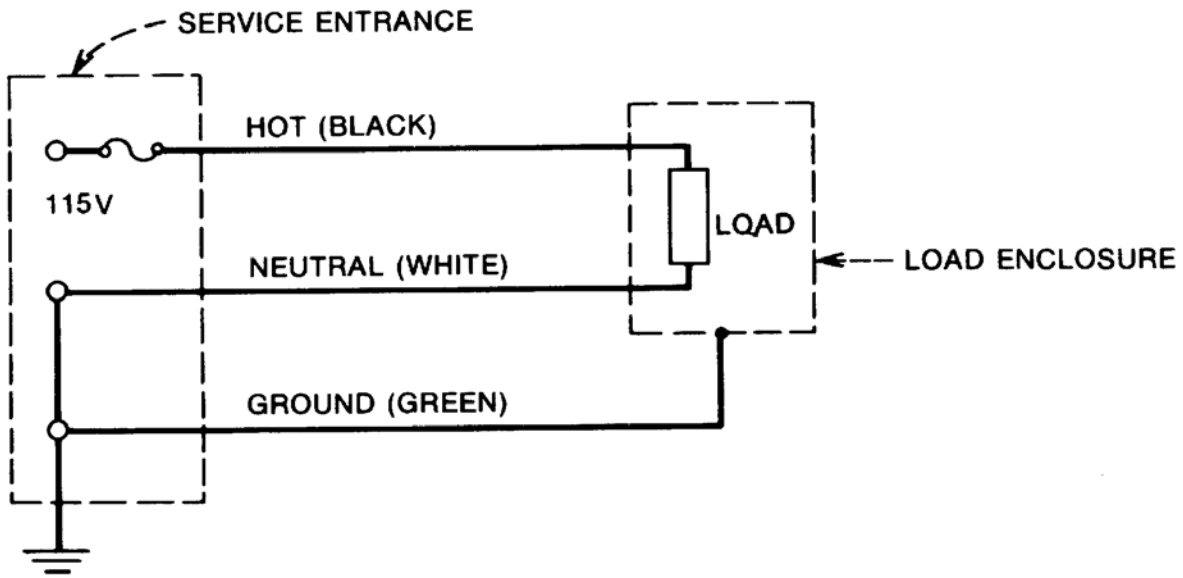 SERVICE ENTRANCE
HOT (BLACK)
115V
LOAD
NEUTRAL (WHITE)
LOAD ENCLOSURE
GROUND (GREEN)